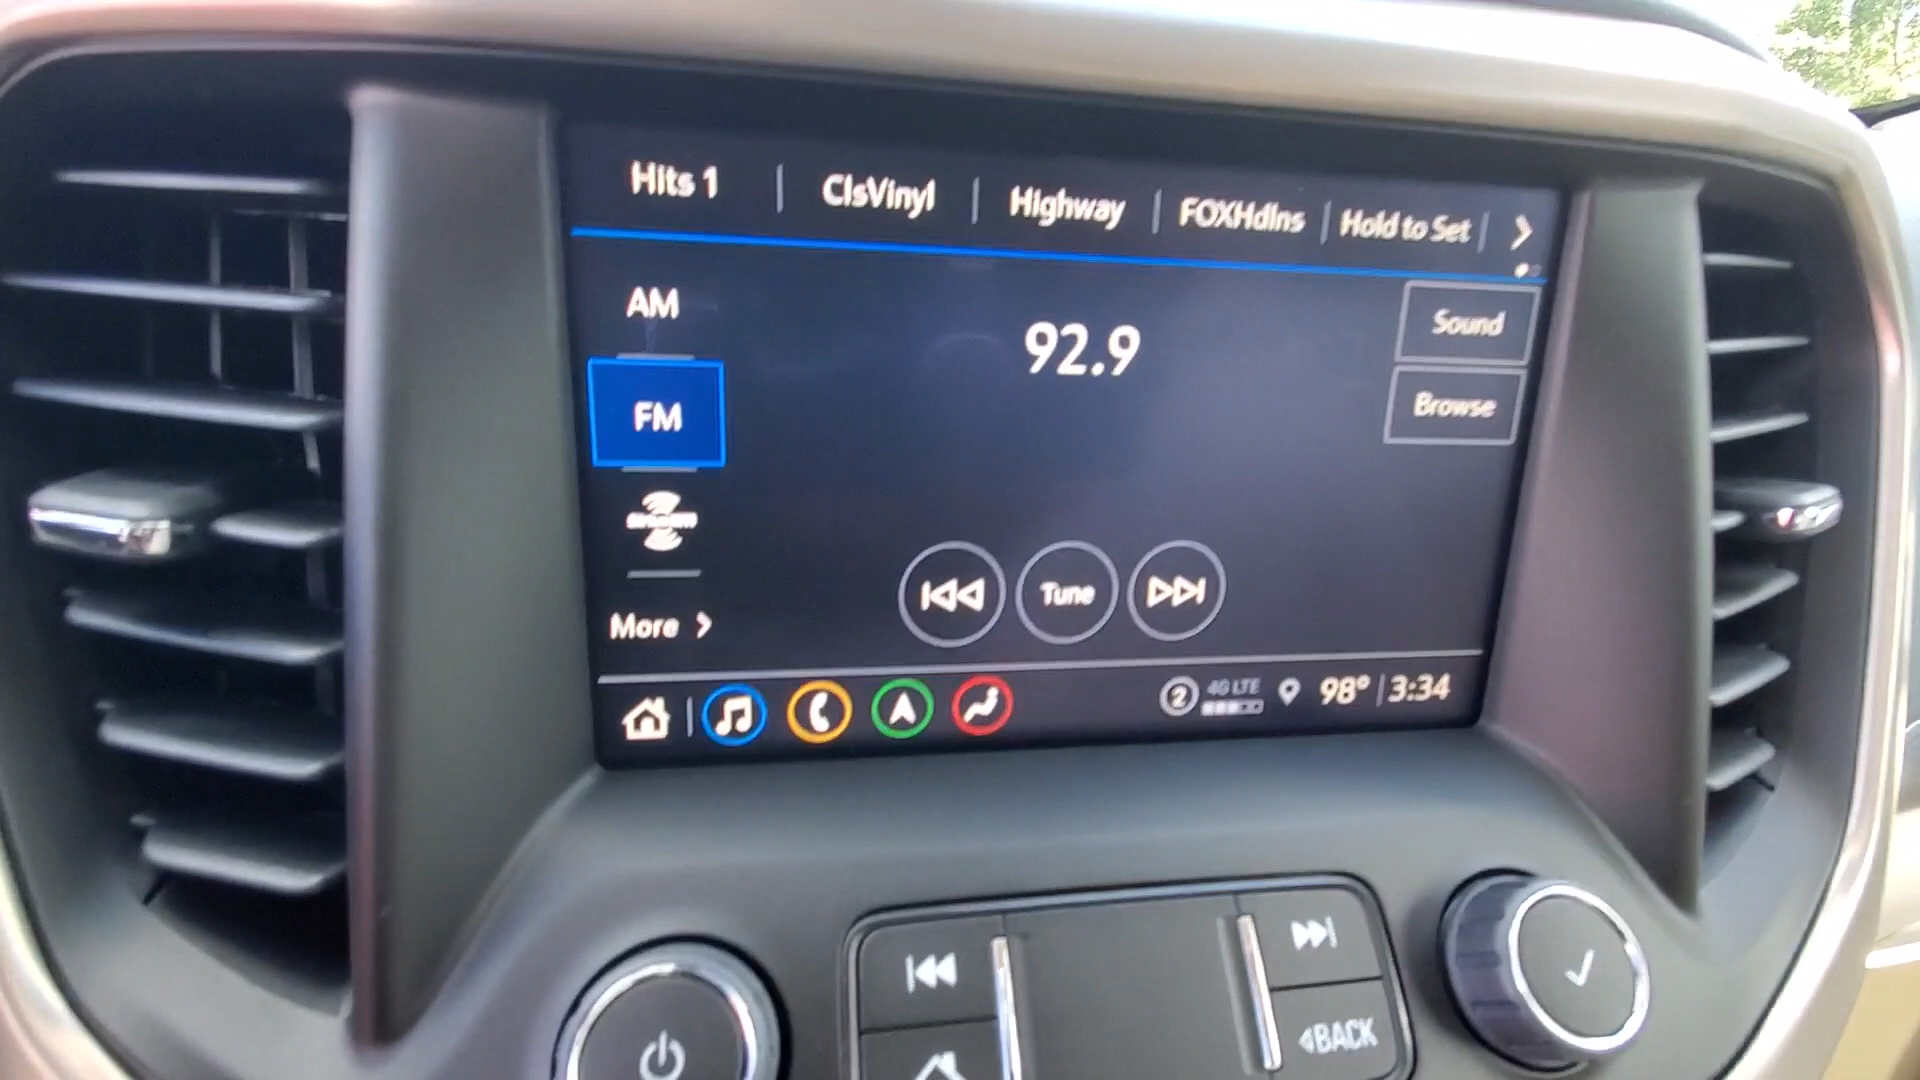 Hits 1 | ClsVinyl | Highway | FOXHdlns | Hold to Set |
AM
92.9
Sound
FM
Browse
Tune
More
2 4G LTE 98° | 3:34
BACK